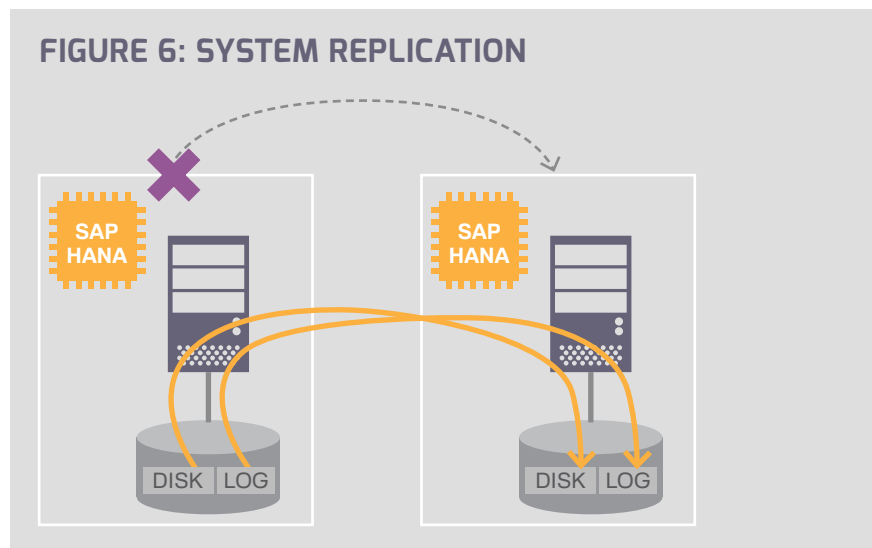 FIGURE 6: SYSTEM REPLICATION
SAP
HANA
SAP
HANA
DISK
LOG
DISK
LOG